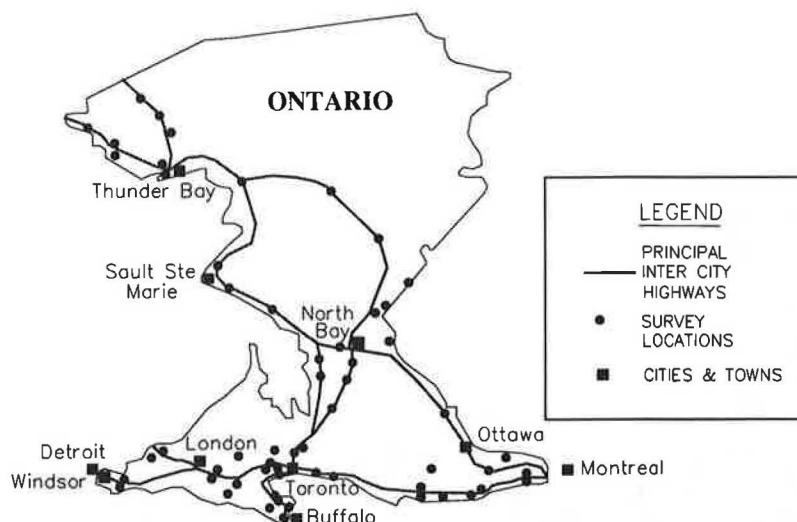 ONTARIO
Thunder Bay
Sault Ste
Marie
North
Bay
Detroit
Windsor
London
Toronto
Buffalo
Ottawa
Montreal
LEGEND
PRINCIPAL
INTER CITY
HIGHWAYS
SURVEY
LOCATIONS
CITIES & TOWNS